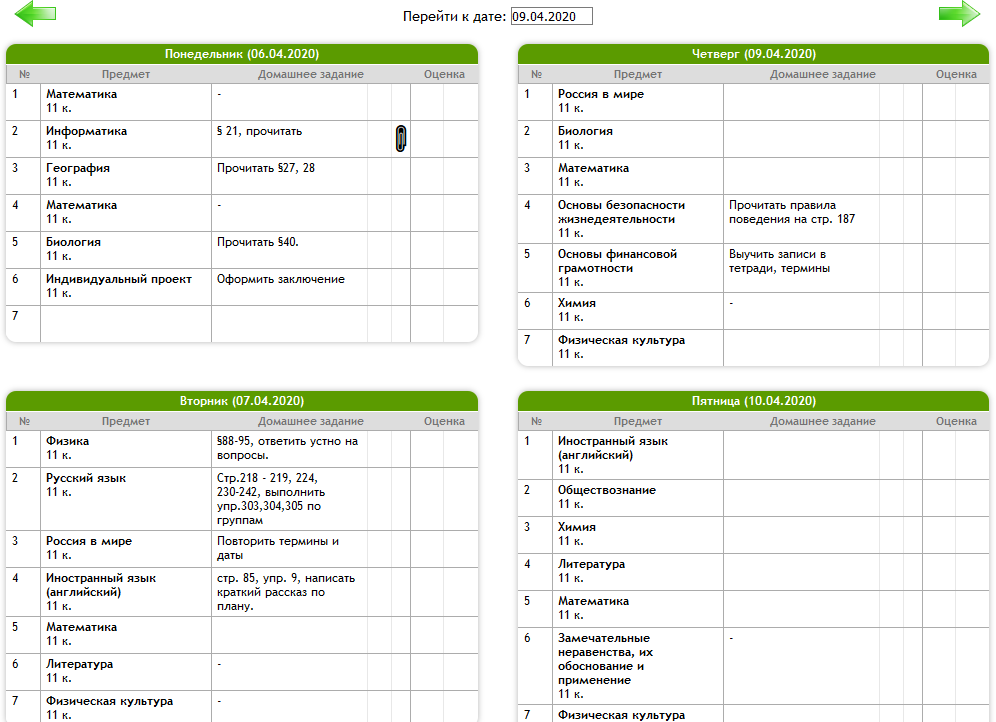 Перейти к дате: 09.04.2020
Понедельник (06.04.2020)
№ Предмет Домашнее задание Оценка
1 Математика -
11 к.
2 Информатика § 21, прочитать
11 к.
3 География Прочитать §27, 28
11 к.
4 Математика -
11 к.
5 Биология Прочитать §40.
11 к.
6 Индивидуальный проект Оформить заключение
11 к.
7
Четверг (09.04.2020)
№ Предмет Домашнее задание Оценка
1 Россия в мире
11 к.
2 Биология
11 к.
3 Математика
11 к.
4 Основы безопасности Прочитать правила
жизнедеятельности поведения на стр. 187
11 к.
5 Основы финансовой Выучить записи в
грамотности тетради, термины
11 к.
6 Химия -
11 к.
7 Физическая культура
11 к.
Вторник (07.04.2020)
№ Предмет Домашнее задание Оценка
1 Физика §88-95, ответить устно на
11 к. вопросы.
2 Русский язык Стр.218 - 219, 224,
11 к. 230-242, выполнить
упр.303,304,305 по
группам
3 Россия в мире Повторить термины и
11 к. даты
4 Иностранный язык стр. 85, упр. 9, написать
(английский) краткий рассказ по
11 к. плану.
5 Математика
11 к.
6 Литература -
11 к.
7 Физическая культура -
11 к.
Пятница (10.04.2020)
№ Предмет Домашнее задание Оценка
1 Иностранный язык
(английский)
11 к.
2 Обществознание
11 к.
3 Химия
11 к.
4 Литература
11 к.
5 Математика
11 к.
6 Замечательные -
неравенства, их
обоснование и
применение
11 к.
7 Физическая культура